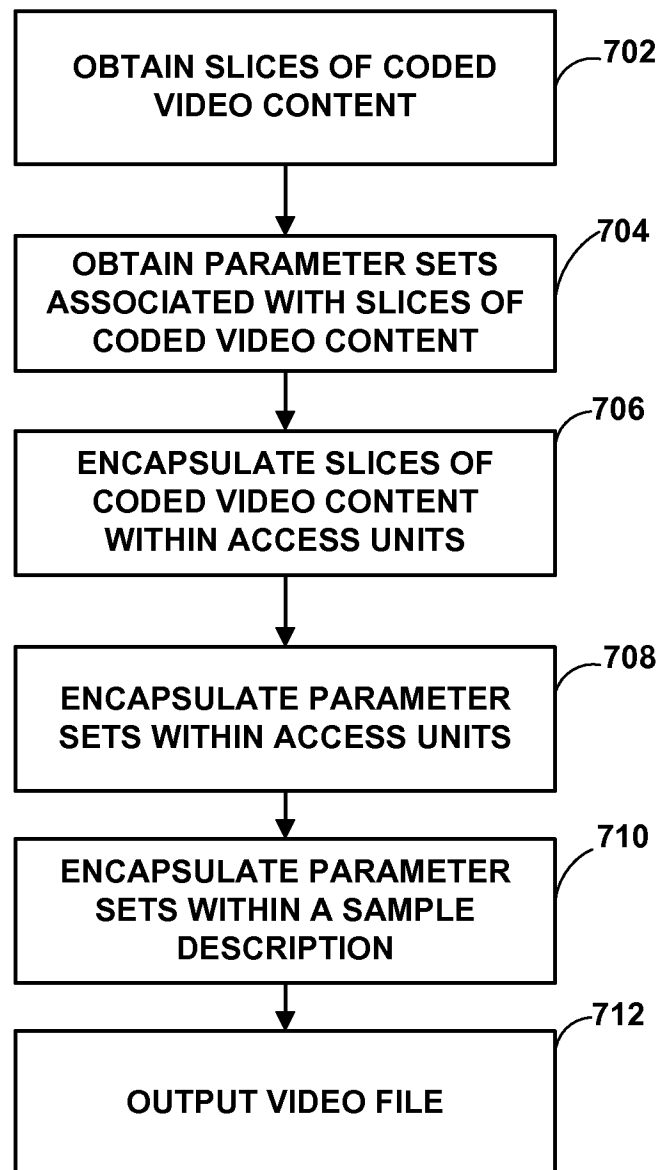 OBTAIN SLICES OF CODED
VIDEO CONTENT
702
OBTAIN PARAMETER SETS
ASSOCIATED WITH SLICES OF
CODED VIDEO CONTENT
704
ENCAPSULATE SLICES OF
CODED VIDEO CONTENT
WITHIN ACCESS UNITS
706
ENCAPSULATE PARAMETER
SETS WITHIN ACCESS UNITS
708
ENCAPSULATE PARAMETER
SETS WITHIN A SAMPLE
DESCRIPTION
710
OUTPUT VIDEO FILE
712